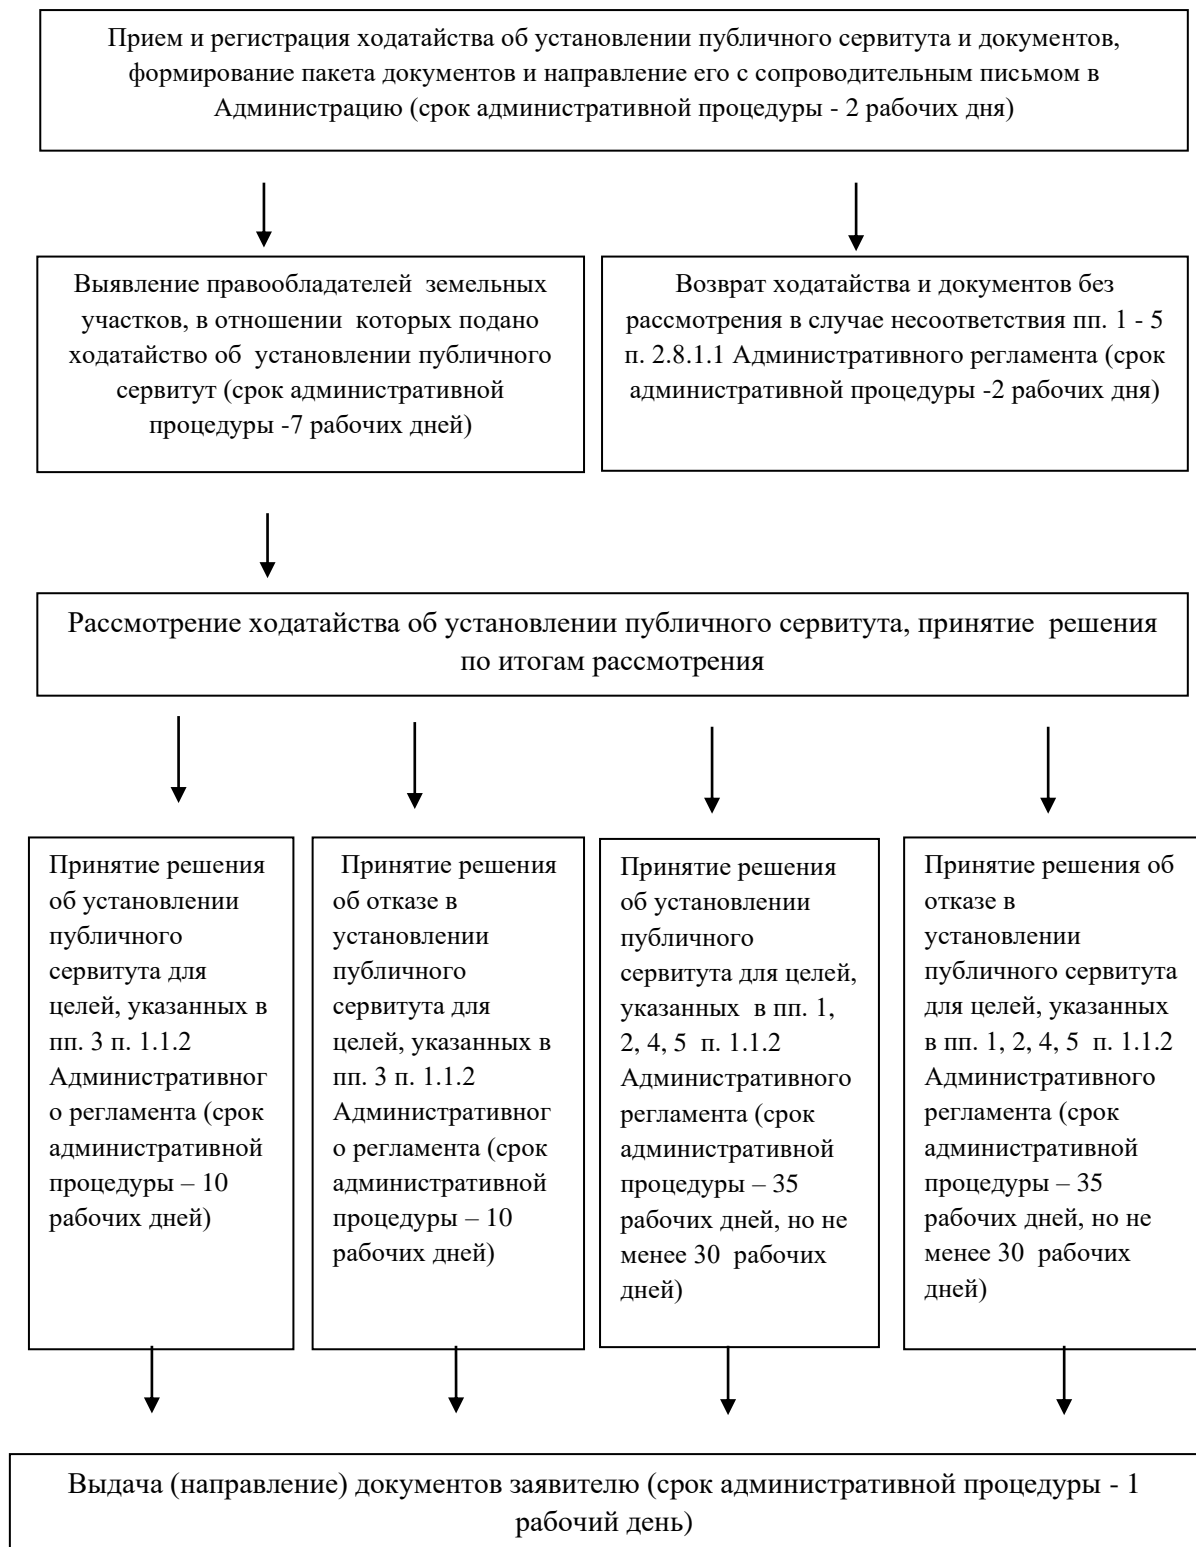 Прием и регистрация ходатайства об установлении публичного сервитута и документов,
формирование пакета документов и направление его с сопроводительным письмом в
Администрацию (срок административной процедуры - 2 рабочих дня)
Выявление правообладателей земельных
участков, в отношении которых подано
ходатайство об установлении публичного
сервитут (срок административной
процедуры -7 рабочих дней)
Возврат ходатайства и документов без
рассмотрения в случае несоответствия пп. 1 - 5
п. 2.8.1.1 Административного регламента (срок
административной процедуры -2 рабочих дня)
Рассмотрение ходатайства об установлении публичного сервитута, принятие решения
по итогам рассмотрения
Принятие решения
об установлении
публичного
сервитута для
целей, указанных в
пп. 3 п. 1.1.2
Административног
о регламента (срок
административной
процедуры – 10
рабочих дней)
Принятие решения
об отказе в
установлении
публичного
сервитута для
целей, указанных в
пп. 3 п. 1.1.2
Административног
о регламента (срок
административной
процедуры – 10
рабочих дней)
Принятие решения
об установлении
публичного
сервитута для целей,
указанных в пп. 1,
2, 4, 5 п. 1.1.2
Административного
регламента (срок
административной
процедуры – 35
рабочих дней, но не
менее 30 рабочих
дней)
Принятие решения об
отказе в
установлении
публичного сервитута
для целей, указанных
в пп. 1, 2, 4, 5 п. 1.1.2
Административного
регламента (срок
административной
процедуры – 35
рабочих дней, но не
менее 30 рабочих
дней)
Выдача (направление) документов заявителю (срок административной процедуры - 1
рабочий день)